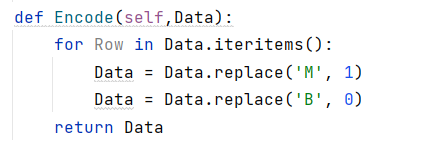 def Encode(self,Data):
    for Row in Data.iteritems():
        Data = Data.replace('M', 1)
        Data = Data.replace('B', 0)
    return Data